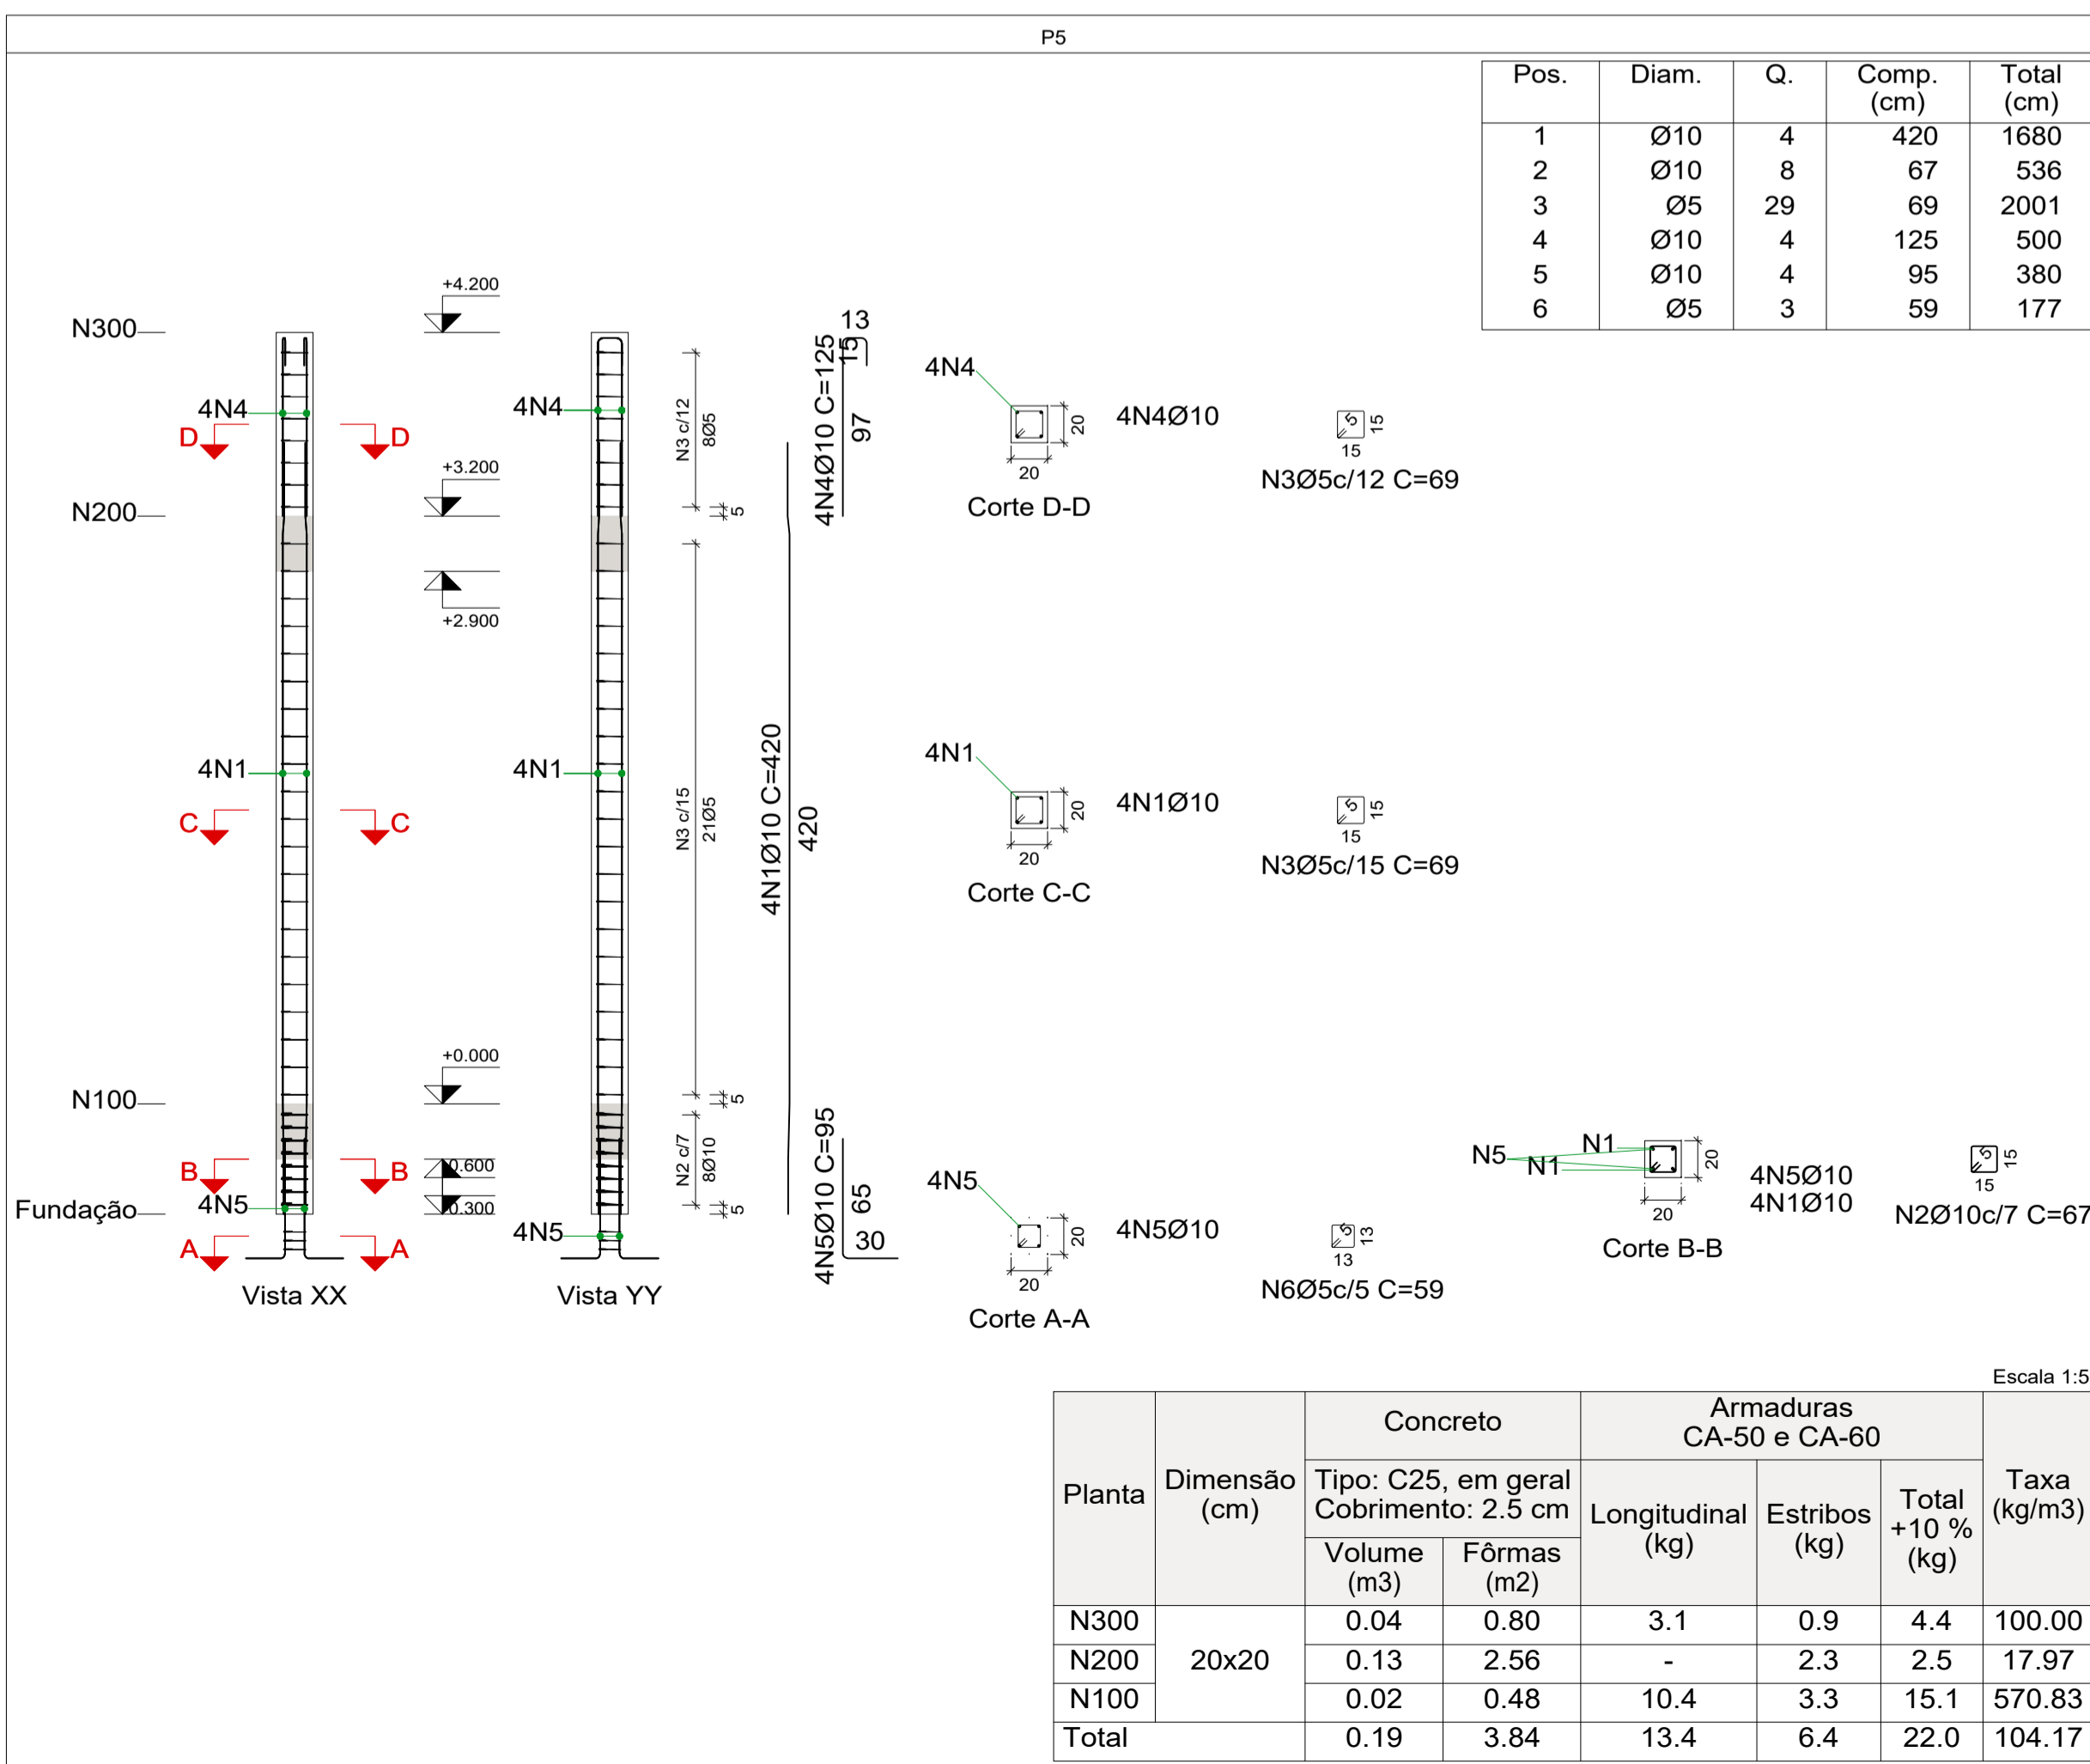 P5
Pos. Diam. Q. Comp. (cm) Total (cm)
1 Ø10 4 420 1680
2 Ø10 8 67 536
3 Ø5 29 69 2001
4 Ø10 4 125 500
5 Ø10 4 95 380
6 Ø5 3 59 177
N300
4N4
D D
N200
4N1
C C
N100
B B
Fundação
4N5
A A
Vista XX
+4.200
+3.200
+2.900
+0.000
0.600
0.300
4N4
4N1
4N5
Vista YY
N3 c/12
8Ø5
5
N3 c/15
21Ø5
5
N2 c/7
8Ø10
5
4N1Ø10 C=420
420
4N4Ø10 C=125
13
15
97
4N5Ø10 C=95
65
30
4N4
20
20
4N4Ø10
Corte D-D
5
15
15
N3Ø5c/12 C=69
4N1
20
20
4N1Ø10
Corte C-C
5
15
15
N3Ø5c/15 C=69
4N5
20
20
4N5Ø10
Corte A-A
5
13
13
N6Ø5c/5 C=59
N5
N1
N1
20
20
4N5Ø10
4N1Ø10
Corte B-B
5
15
15
N2Ø10c/7 C=67
Escala 1:5
Planta
Dimensão
(cm)
Concreto
Tipo: C25, em geral
Cobrimento: 2.5 cm
Volume
(m3)
Fôrmas
(m2)
Armaduras
CA-50 e CA-60
Longitudinal
(kg)
Estribos
(kg)
Total
+10 %
(kg)
Taxa
(kg/m3)
N300 20x20 0.04 0.80 3.1 0.9 4.4 100.00
N200 0.13 2.56 - 2.3 2.5 17.97
N100 0.02 0.48 10.4 3.3 15.1 570.83
Total 0.19 3.84 13.4 6.4 22.0 104.17